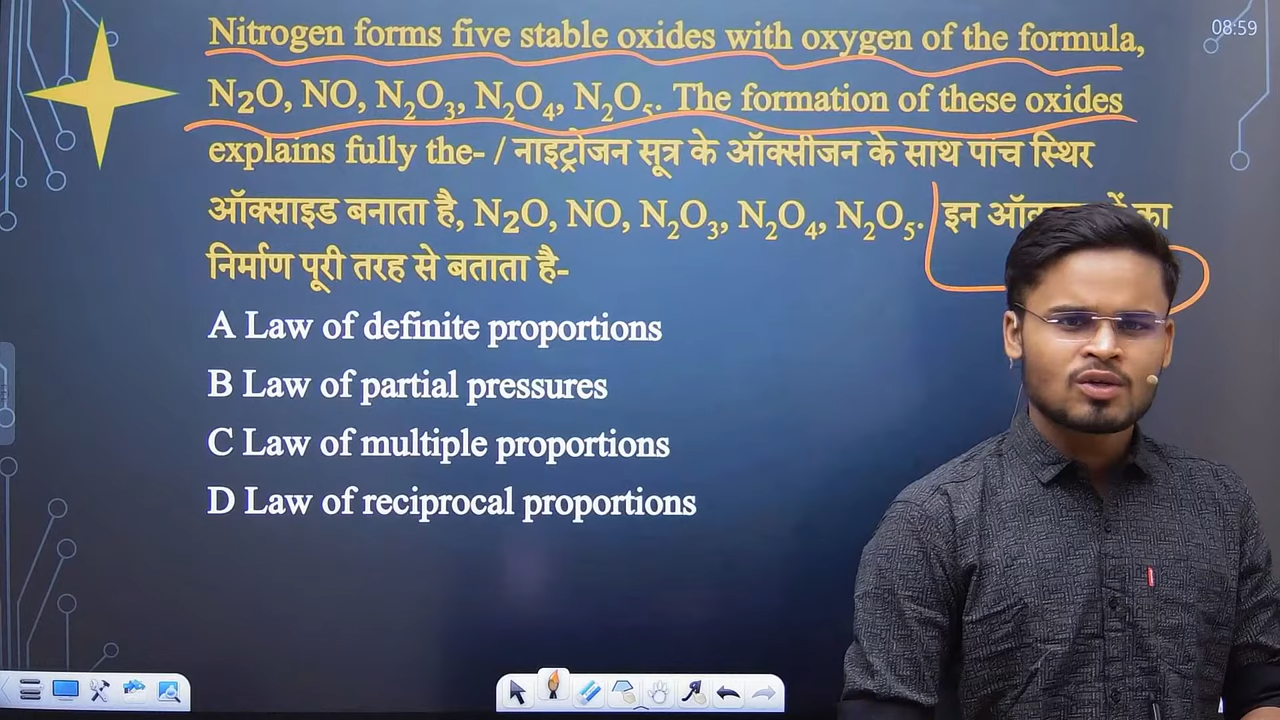 08:59
Nitrogen forms five stable oxides with oxygen of the formula,
N₂O, NO, N₂O₃, N₂O₄, N₂O₅. The formation of these oxides
explains fully the- / नाइट्रोजन सूत्र के ऑक्सीजन के साथ पांच स्थिर
ऑक्साइड बनाता है, N₂O, NO, N₂O₃, N₂O₄, N₂O₅. इन का
निर्माण पूरी तरह से बताता है-
A Law of definite proportions
B Law of partial pressures
C Law of multiple proportions
D Law of reciprocal proportions